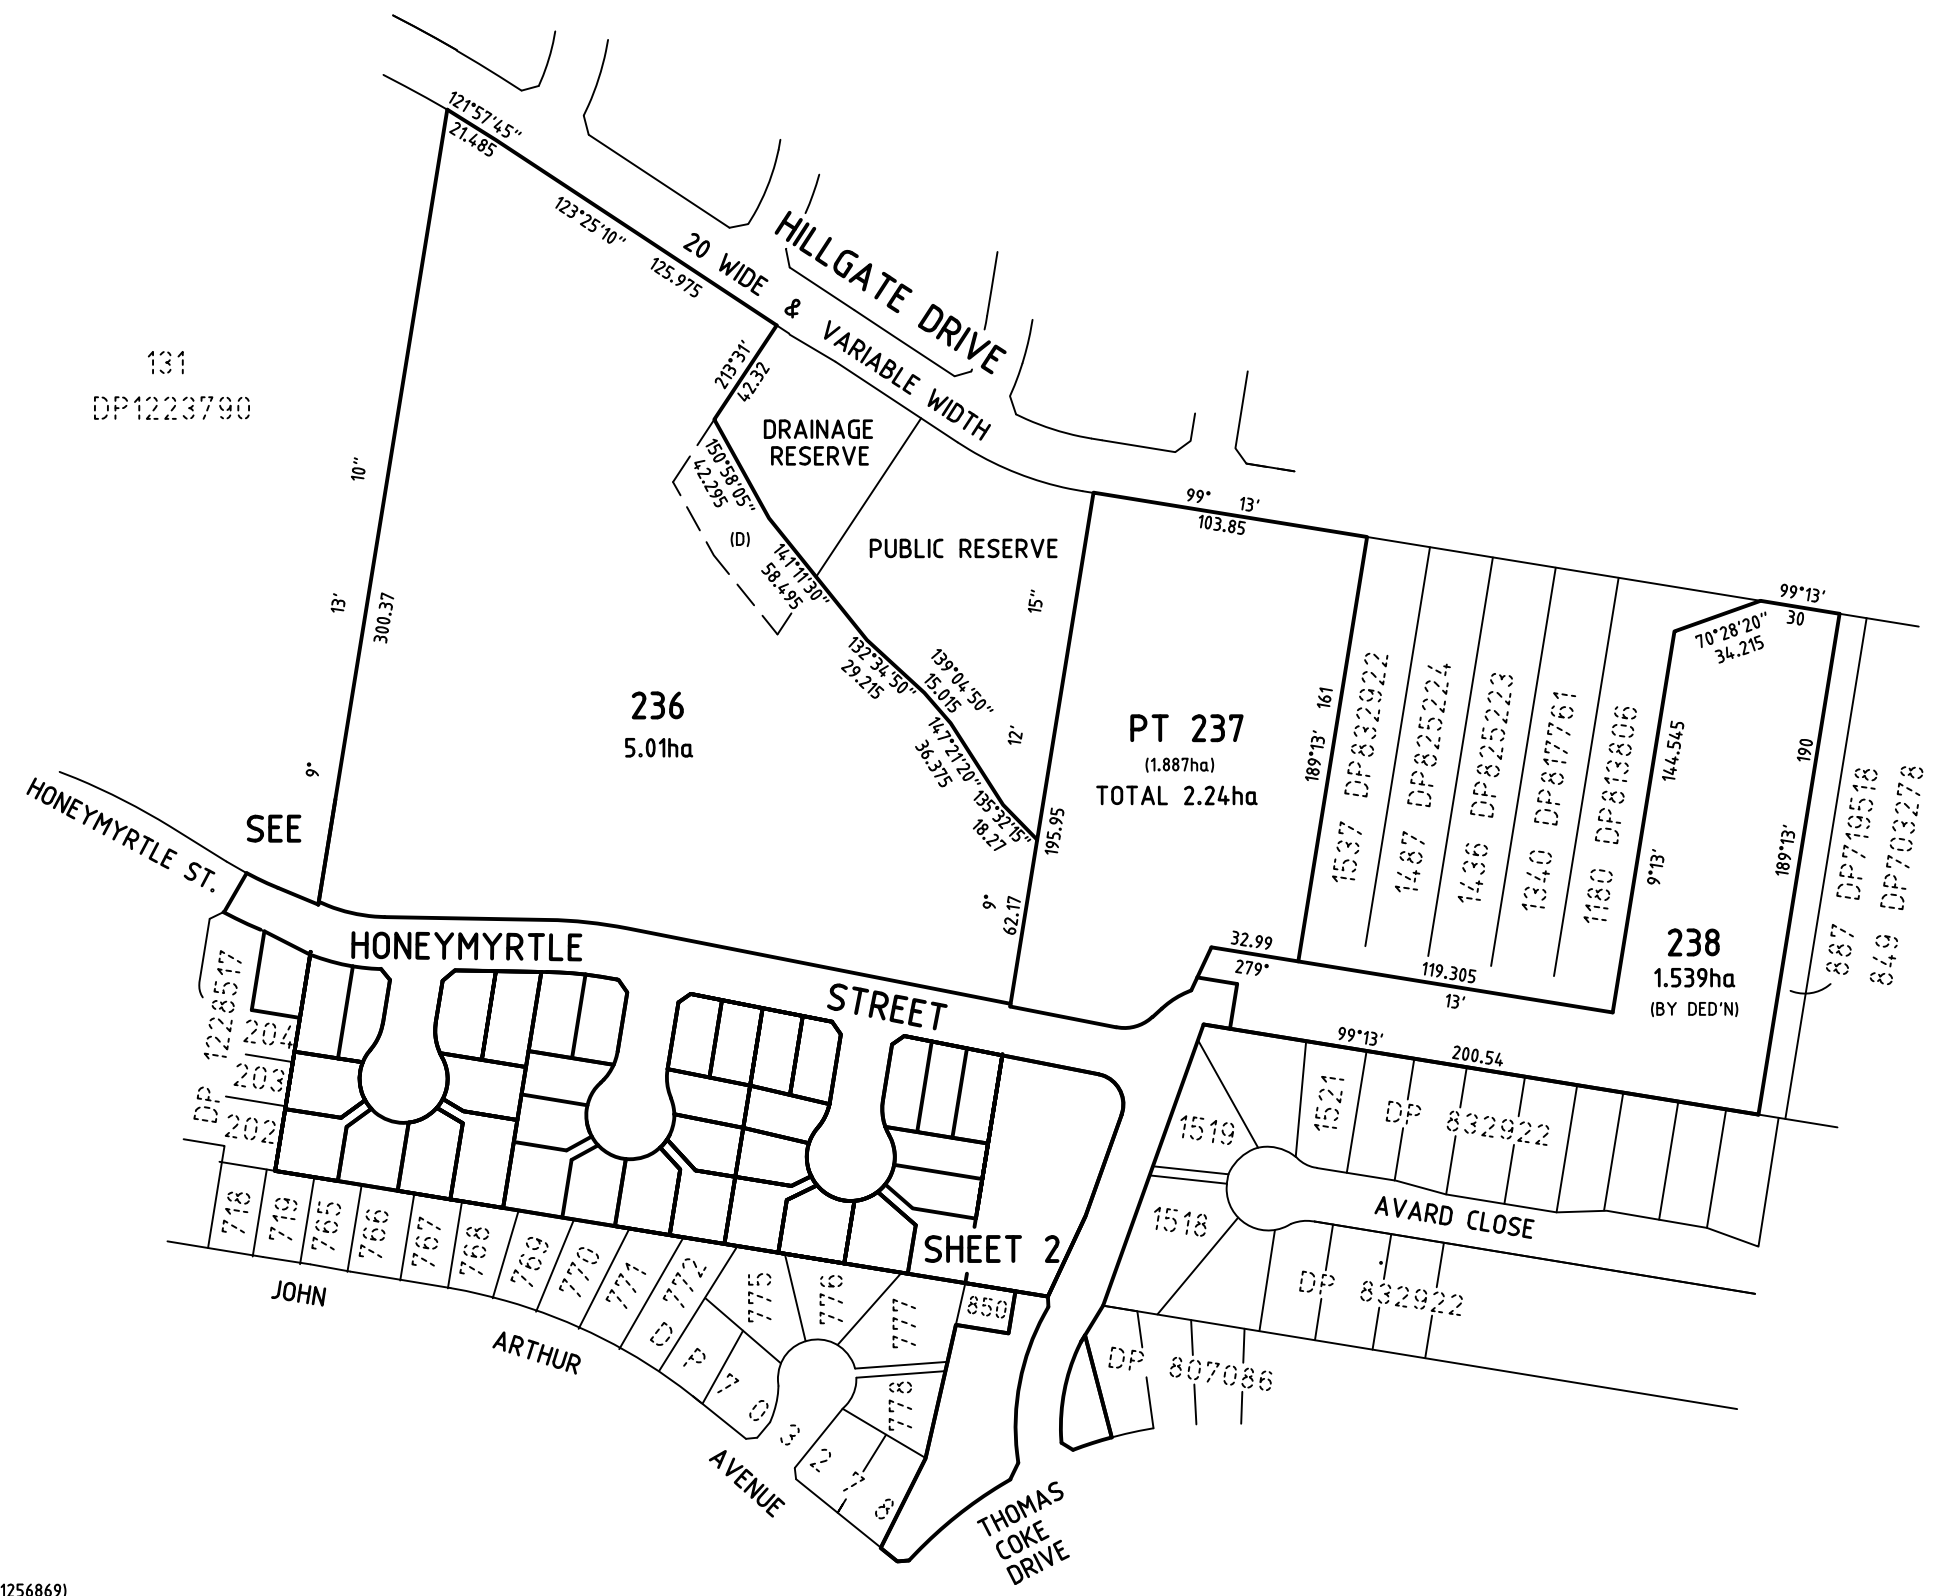 121°57'45"
21.485
123°25'10"
125.975
HILLGATE DRIVE
20 WIDE & VARIABLE WIDTH
131
DP1223790
213°31'
42.32
DRAINAGE
RESERVE
150°58'05"
42.295
(D)
141°11'30"
58.495
PUBLIC RESERVE
132°34'50"
29.215
139°04'50"
15.015
147°21'20"
36.375
135°32'15"
18.27
9° 13' 10"
300.37
236
5.01ha
9° 12' 15"
195.95
62.17
99° 13'
103.85
PT 237
(1.887ha)
TOTAL 2.24ha
189°13' 161
1537 DP832922
1487 DP825224
1436 DP825223
1340 DP817761
1180 DP813806
99°13'
30
70°28'20"
34.215
9°13' 144.545
189°13' 190
238
1.539ha
(BY DED'N)
887 DP719518
849 DP703278
32.99
279° 13'
119.305
99°13' 200.54
HONEYMYRTLE ST.
SEE
HONEYMYRTLE
STREET
SHEET 2
DP 1228517
204
203
202
718
719
765
766
767
768
769
770
771
772
775
776
777
778
850
DP 703278
JOHN
ARTHUR
AVENUE
1519
1518
1521
DP 832922
AVARD CLOSE
DP 832922
DP 807086
THOMAS
COKE
DRIVE
1256869)